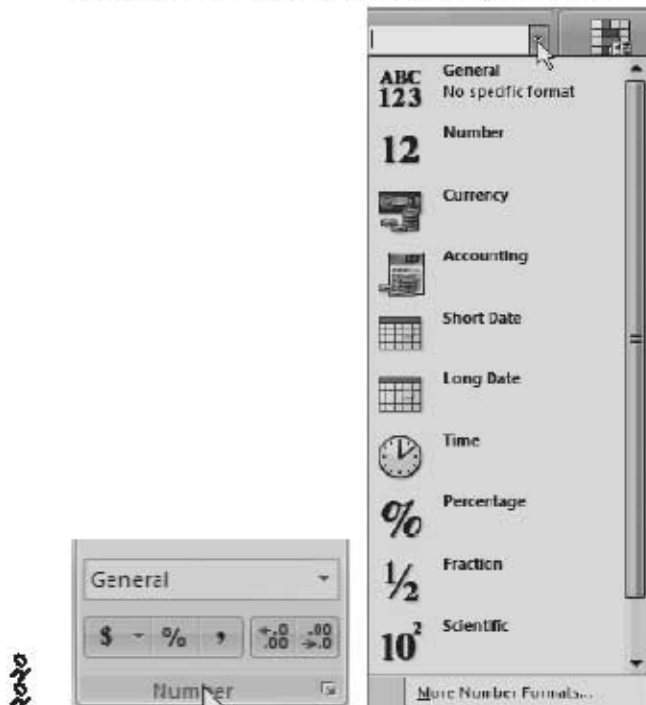 ABC
123
General
No specific format
12
Number
Currency
Accounting
Short Date
Long Date
Time
%
Percentage
½
Fraction
10²
Scientific
More Number Formats...
General
$ % , .0 .00 .00 .0
Number